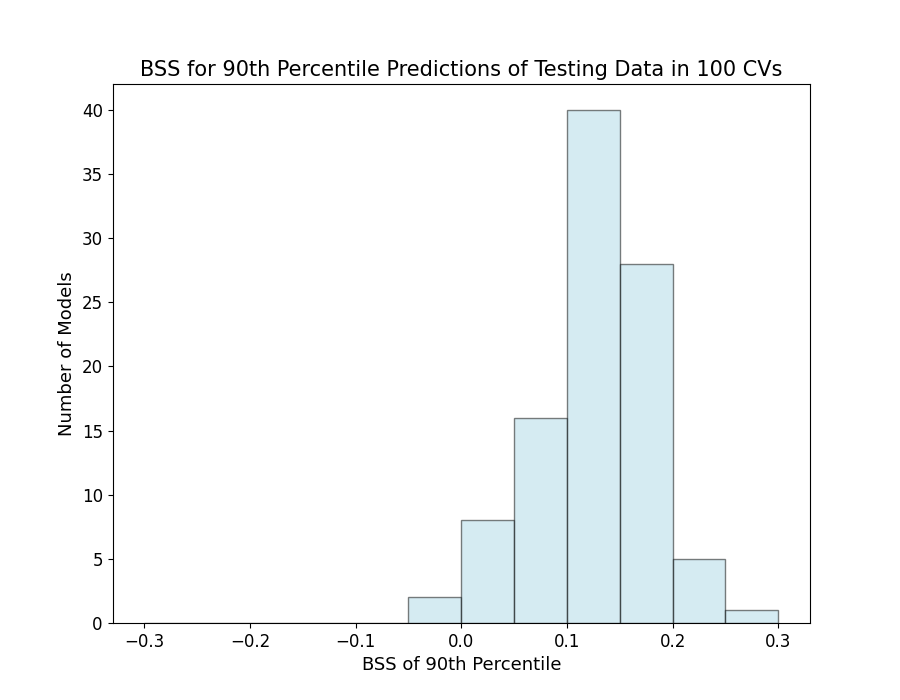 BSS for 90th Percentile Predictions of Testing Data in 100 CVs
40
35
30
25
20
15
10
5
0
Number of Models
−0.3 −0.2 −0.1 0.0 0.1 0.2 0.3
BSS of 90th Percentile